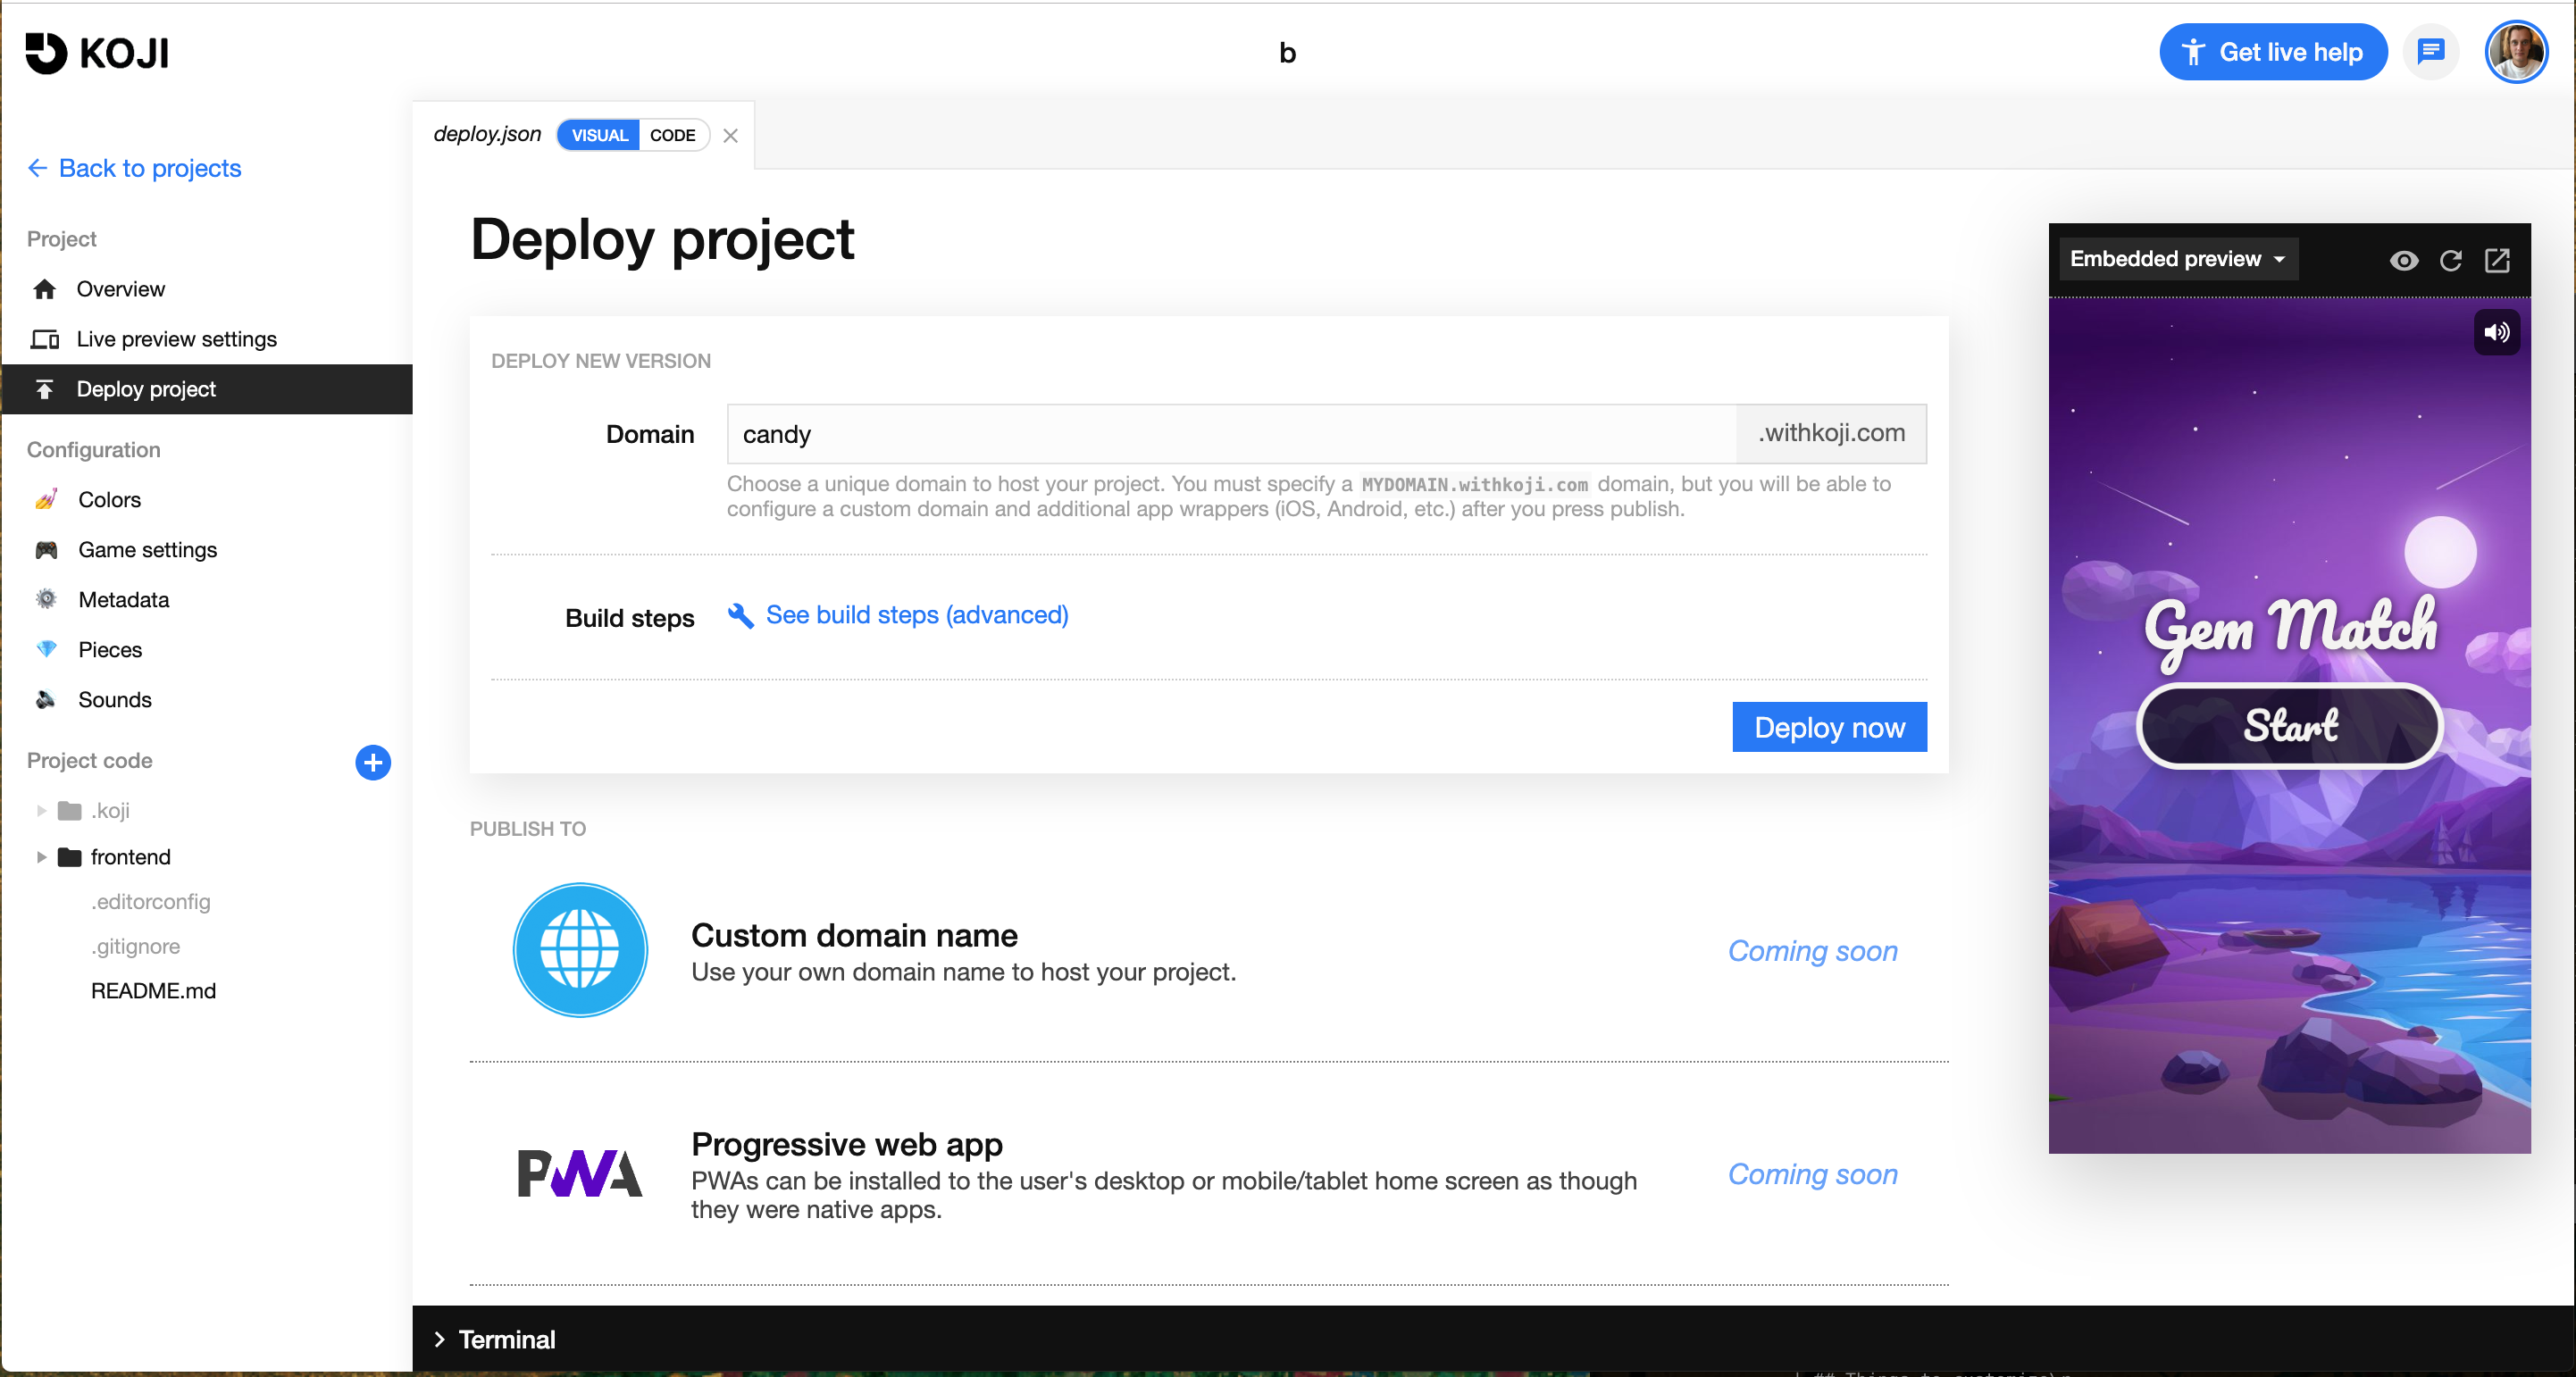 KOJI
b
Get live help
Back to projects
Project
Overview
Live preview settings
Deploy project
Configuration
Colors
Game settings
Metadata
Pieces
Sounds
Project code
.koji
frontend
.editorconfig
.gitignore
README.md
deploy.json VISUAL CODE
Deploy project
DEPLOY NEW VERSION
Domain candy .withkoji.com
Choose a unique domain to host your project. You must specify a MYDOMAIN.withkoji.com domain, but you will be able to
configure a custom domain and additional app wrappers (iOS, Android, etc.) after you press publish.
Build steps See build steps (advanced)
Deploy now
PUBLISH TO
Custom domain name
Use your own domain name to host your project.
Coming soon
PWA
Progressive web app
PWAs can be installed to the user's desktop or mobile/tablet home screen as though
they were native apps.
Coming soon
Terminal
Embedded preview
Gem Match
Start